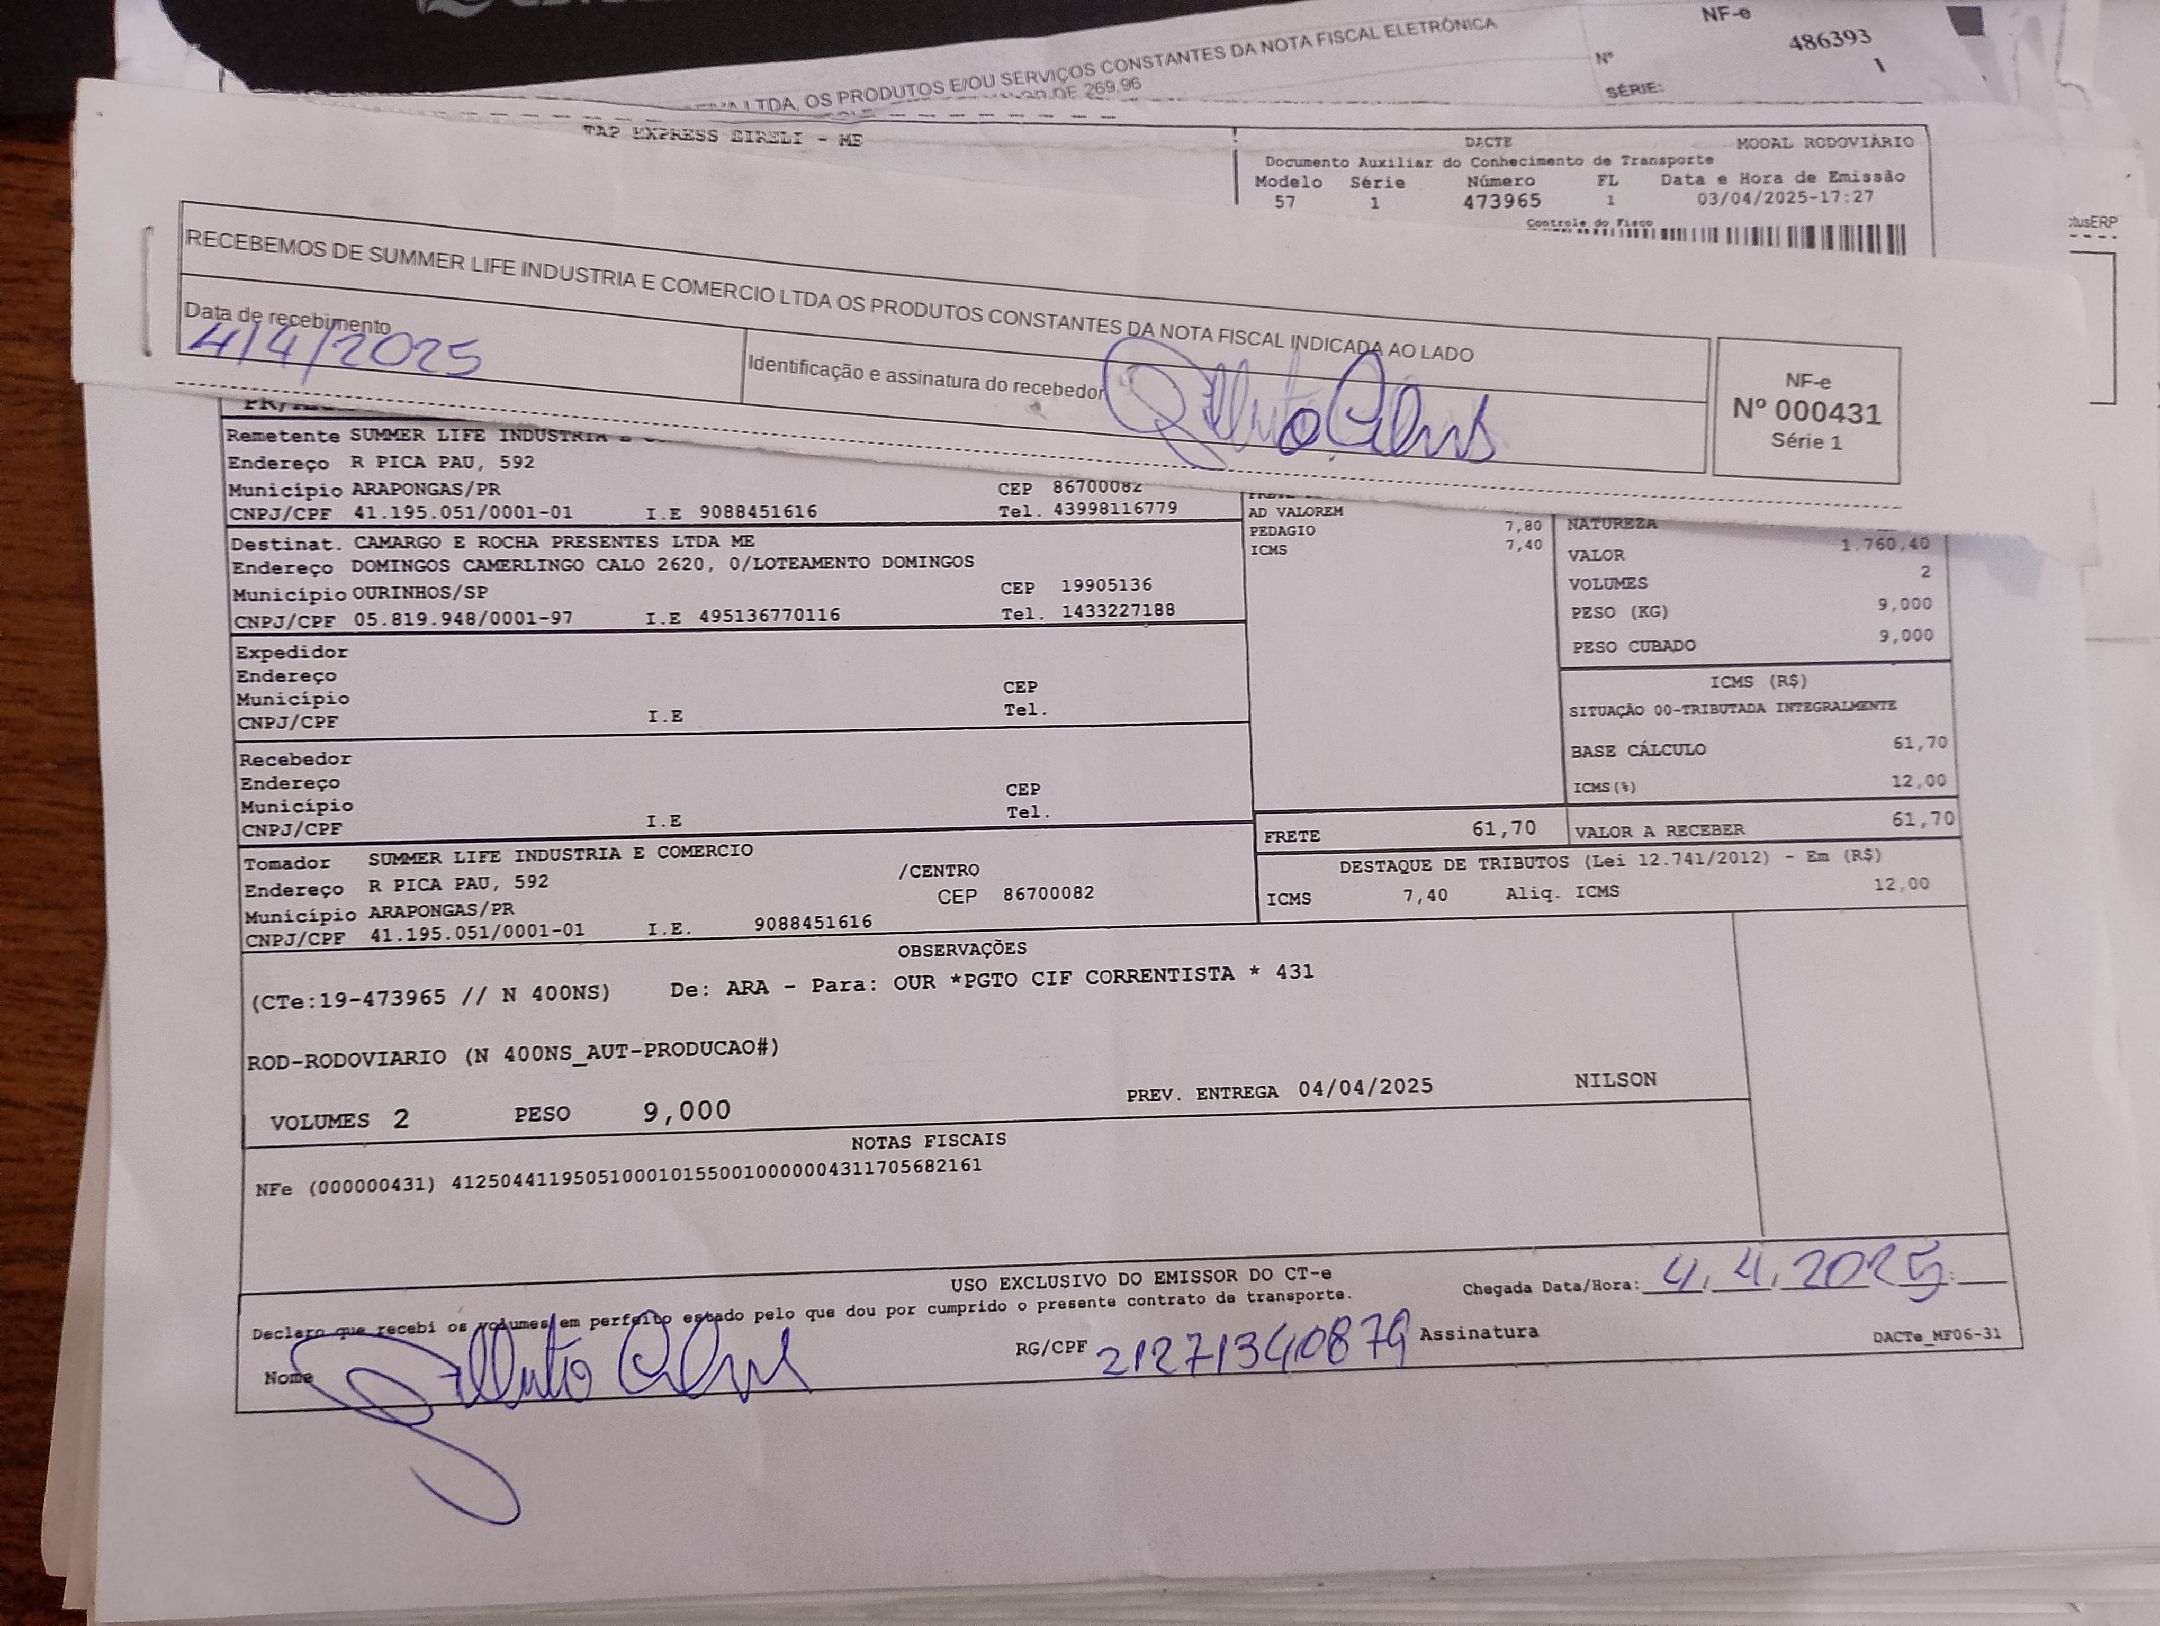 NF-e
Nº 486393
SÉRIE: 1
LTDA, OS PRODUTOS E/OU SERVIÇOS CONSTANTES DA NOTA FISCAL ELETRÔNICA
DE 269,96
TAP EXPRESS EIRELI - ME
DACTE MODAL RODOVIÁRIO
Documento Auxiliar do Conhecimento de Transporte
Modelo Série Número FL Data e Hora de Emissão
57 1 473965 1 03/04/2025-17:27
Controle do Fisco
tusERP
RECEBEMOS DE SUMMER LIFE INDUSTRIA E COMERCIO LTDA OS PRODUTOS CONSTANTES DA NOTA FISCAL INDICADA AO LADO
Data de recebimento
4/4/2025
Identificação e assinatura do recebedor
NF-e
Nº 000431
Série 1
Remetente SUMMER LIFE INDUSTRIA E
Endereço R PICA PAU, 592
Município ARAPONGAS/PR CEP 86700082
CNPJ/CPF 41.195.051/0001-01 I.E 9088451616 Tel. 43998116779
Destinat. CAMARGO E ROCHA PRESENTES LTDA ME
Endereço DOMINGOS CAMERLINGO CALO 2620, 0/LOTEAMENTO DOMINGOS
Município OURINHOS/SP CEP 19905136
CNPJ/CPF 05.819.948/0001-97 I.E 495136770116 Tel. 1433227188
Expedidor
Endereço
Município CEP
CNPJ/CPF I.E Tel.
Recebedor
Endereço
Município CEP
CNPJ/CPF I.E Tel.
Tomador SUMMER LIFE INDUSTRIA E COMERCIO
Endereço R PICA PAU, 592 /CENTRO
Município ARAPONGAS/PR CEP 86700082
CNPJ/CPF 41.195.051/0001-01 I.E. 9088451616
AD VALOREM
PEDAGIO 7,80
ICMS 7,40
NATUREZA
VALOR 1.760,40
VOLUMES 2
PESO (KG) 9,000
PESO CUBADO 9,000
ICMS (R$)
SITUAÇÃO 00-TRIBUTADA INTEGRALMENTE
BASE CÁLCULO 61,70
ICMS(%) 12,00
FRETE 61,70 VALOR A RECEBER 61,70
DESTAQUE DE TRIBUTOS (Lei 12.741/2012) - Em (R$)
ICMS 7,40 Aliq. ICMS 12,00
OBSERVAÇÕES
(CTe:19-473965 // N 400NS) De: ARA - Para: OUR *PGTO CIF CORRENTISTA * 431
ROD-RODOVIARIO (N 400NS_AUT-PRODUCAO#)
VOLUMES 2 PESO 9,000 PREV. ENTREGA 04/04/2025 NILSON
NOTAS FISCAIS
NFe (000000431) 41250441195051000101550010000004311705682161
USO EXCLUSIVO DO EMISSOR DO CT-e
Declaro que recebi os volumes em perfeito estado pelo que dou por cumprido o presente contrato de transporte.
Chegada Data/Hora: 4.4.2025
Nome RG/CPF 21271340879 Assinatura
DACTe_MF06-31